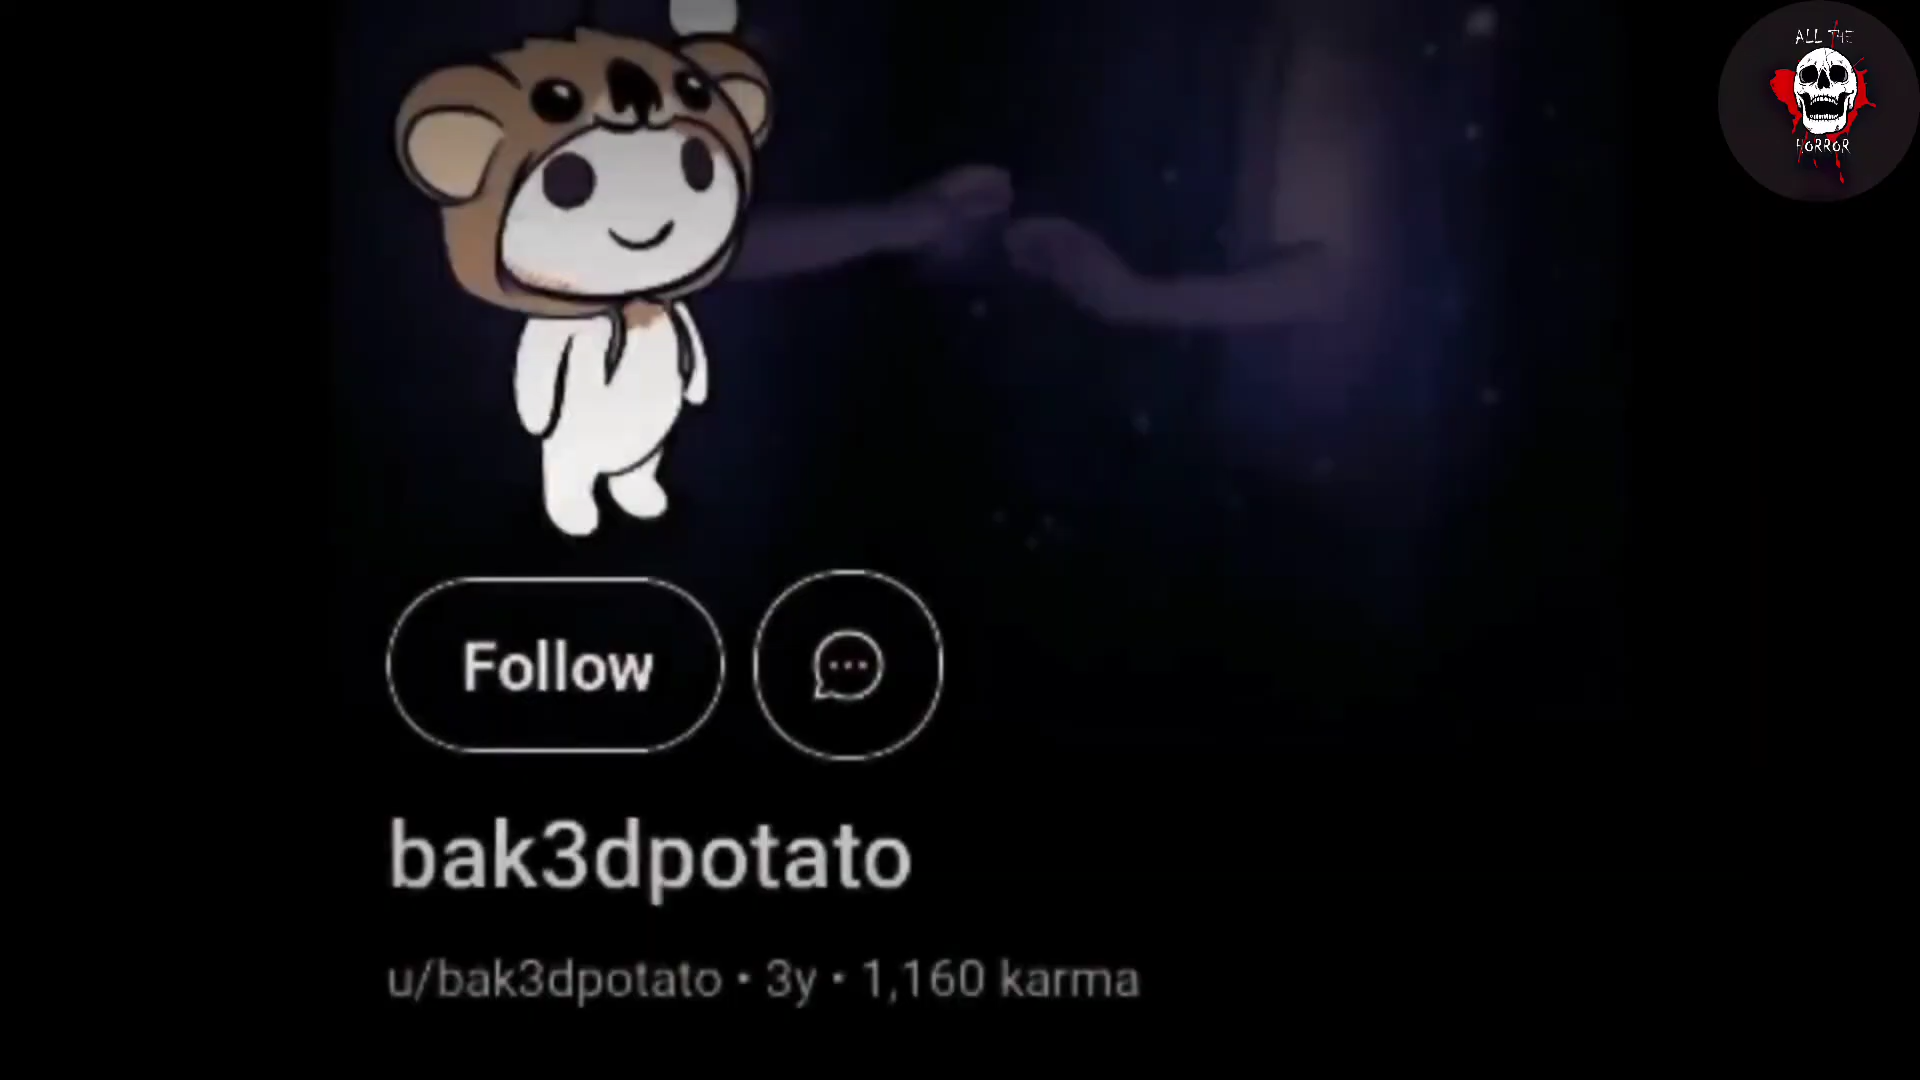 ALL THE
HORROR
Follow
bak3dpotato
u/bak3dpotato • 3y • 1,160 karma